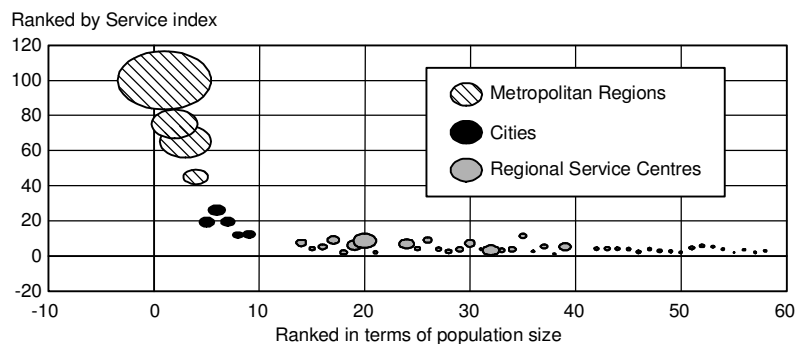 Ranked by Service index
120
100
80
60
40
20
0
20
-10 0 10 20 30 40 50 60
Metropolitan Regions
Cities
Regional Service Centres
Ranked in terms of population size